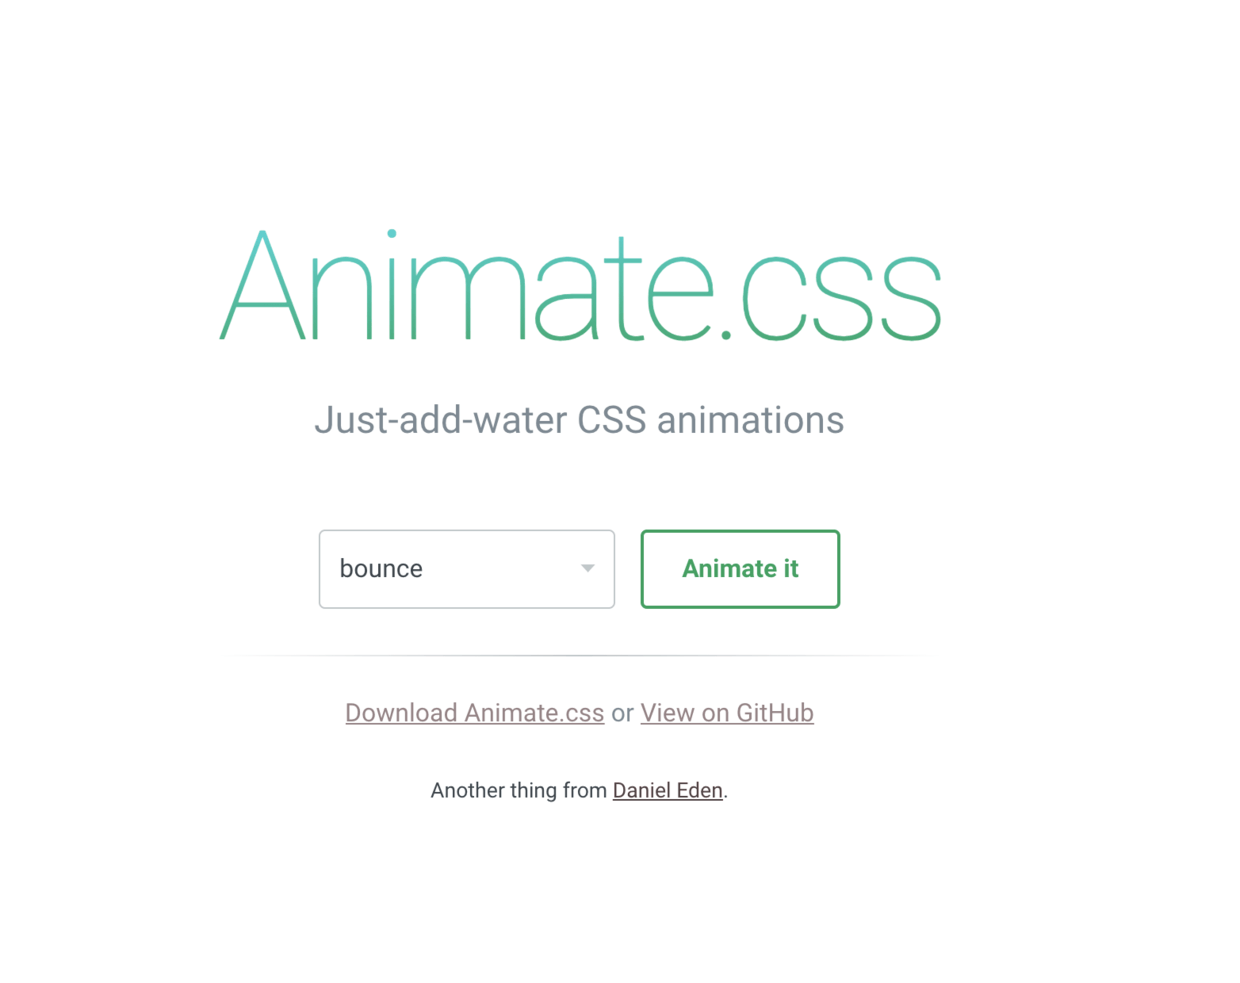 Animate.css
Just-add-water CSS animations
bounce
Animate it
Download Animate.css or View on GitHub
Another thing from Daniel Eden.